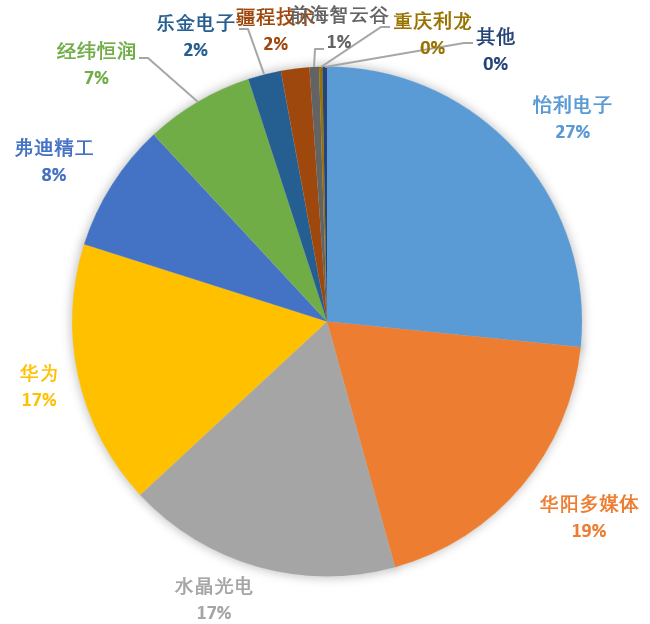 乐金电子
2%
疆程技术
2%
前海智云谷
1%
重庆利龙
0%
其他
0%
经纬恒润
7%
怡利电子
27%
弗迪精工
8%
华为
17%
华阳多媒体
19%
水晶光电
17%